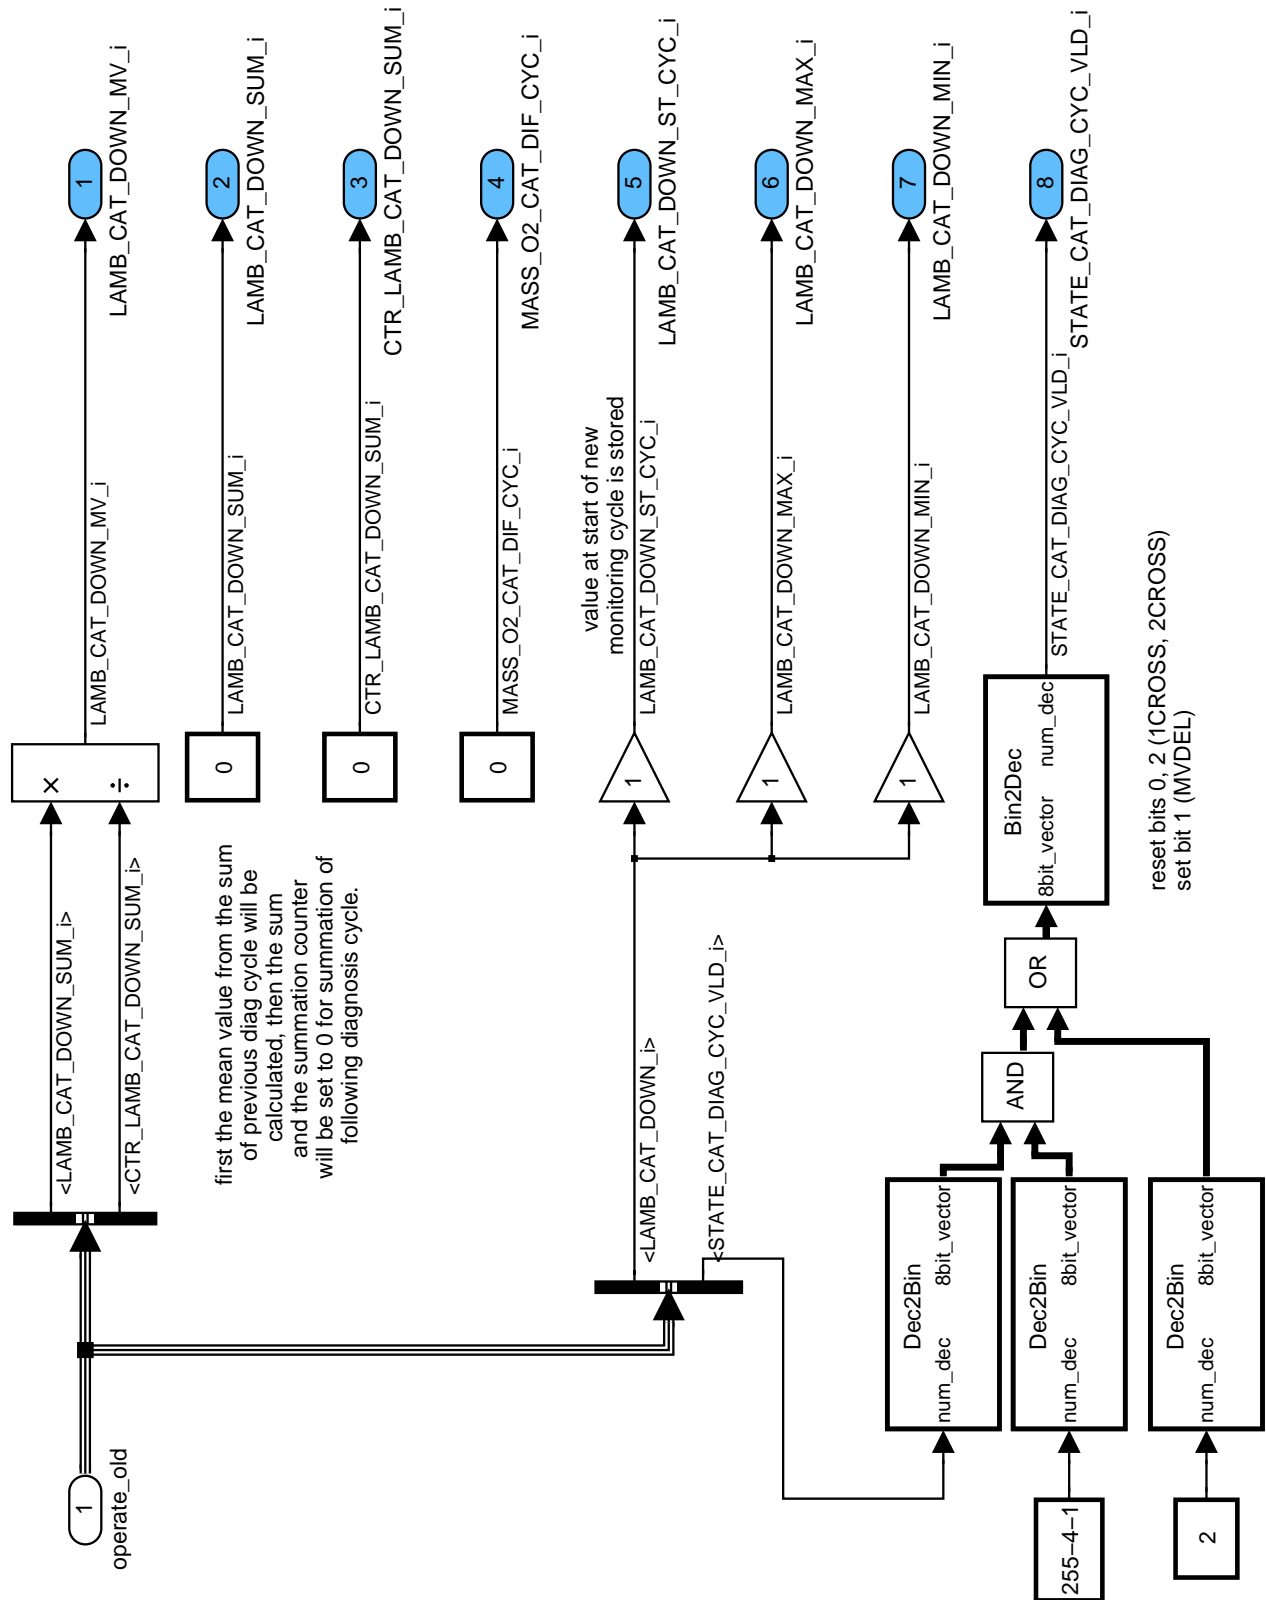 1
operate_old
<LAMB_CAT_DOWN_SUM_i>
<CTR_LAMB_CAT_DOWN_SUM_i>
×
÷
LAMB_CAT_DOWN_MV_i
1
LAMB_CAT_DOWN_MV_i
first the mean value from the sum
of previous diag cycle will be
calculated, then the sum
and the summation counter
will be set to 0 for summation of
following diagnosis cycle.
0
LAMB_CAT_DOWN_SUM_i
2
LAMB_CAT_DOWN_SUM_i
0
CTR_LAMB_CAT_DOWN_SUM_i
3
CTR_LAMB_CAT_DOWN_SUM_i
0
MASS_O2_CAT_DIF_CYC_i
4
MASS_O2_CAT_DIF_CYC_i
<LAMB_CAT_DOWN_i>
<STATE_CAT_DIAG_CYC_VLD_i>
value at start of new
monitoring cycle is stored
1
LAMB_CAT_DOWN_ST_CYC_i
5
LAMB_CAT_DOWN_ST_CYC_i
1
LAMB_CAT_DOWN_MAX_i
6
LAMB_CAT_DOWN_MAX_i
1
LAMB_CAT_DOWN_MIN_i
7
LAMB_CAT_DOWN_MIN_i
Dec2Bin
num_dec 8bit_vector
255–4–1
Dec2Bin
num_dec 8bit_vector
2
Dec2Bin
num_dec 8bit_vector
AND
OR
Bin2Dec
8bit_vector num_dec
STATE_CAT_DIAG_CYC_VLD_i
8
STATE_CAT_DIAG_CYC_VLD_i
reset bits 0, 2 (1CROSS, 2CROSS)
set bit 1 (MVDEL)